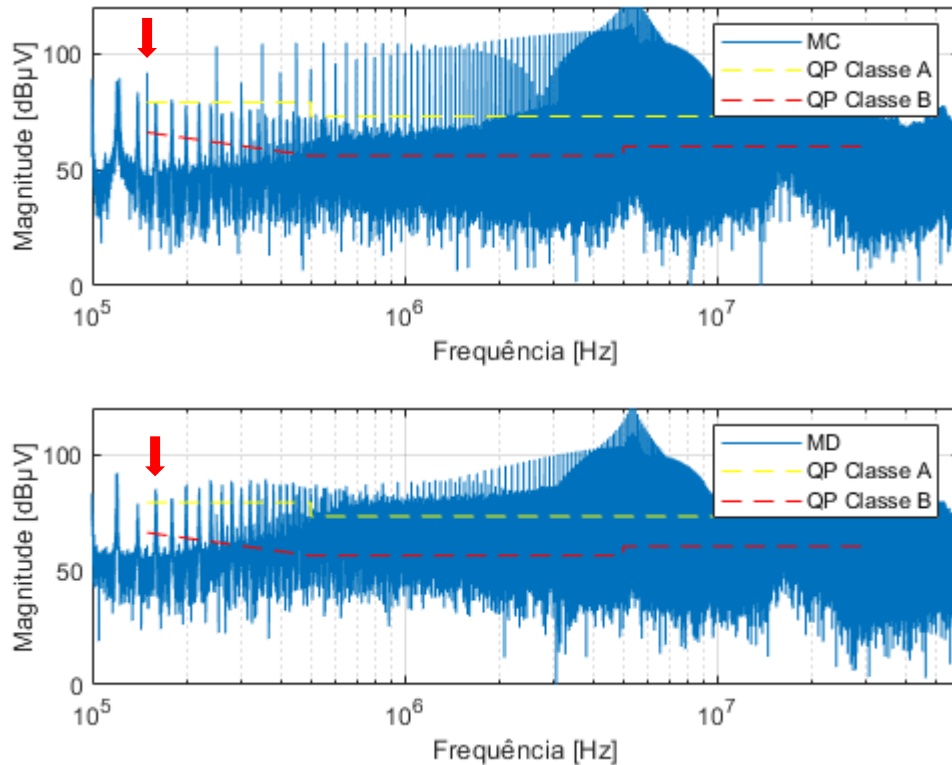 100
50
0
Magnitude [dBµV]
MC
QP Classe A
QP Classe B
10^5
10^6
10^7
Frequência [Hz]
100
50
0
Magnitude [dBµV]
MD
QP Classe A
QP Classe B
10^5
10^6
10^7
Frequência [Hz]